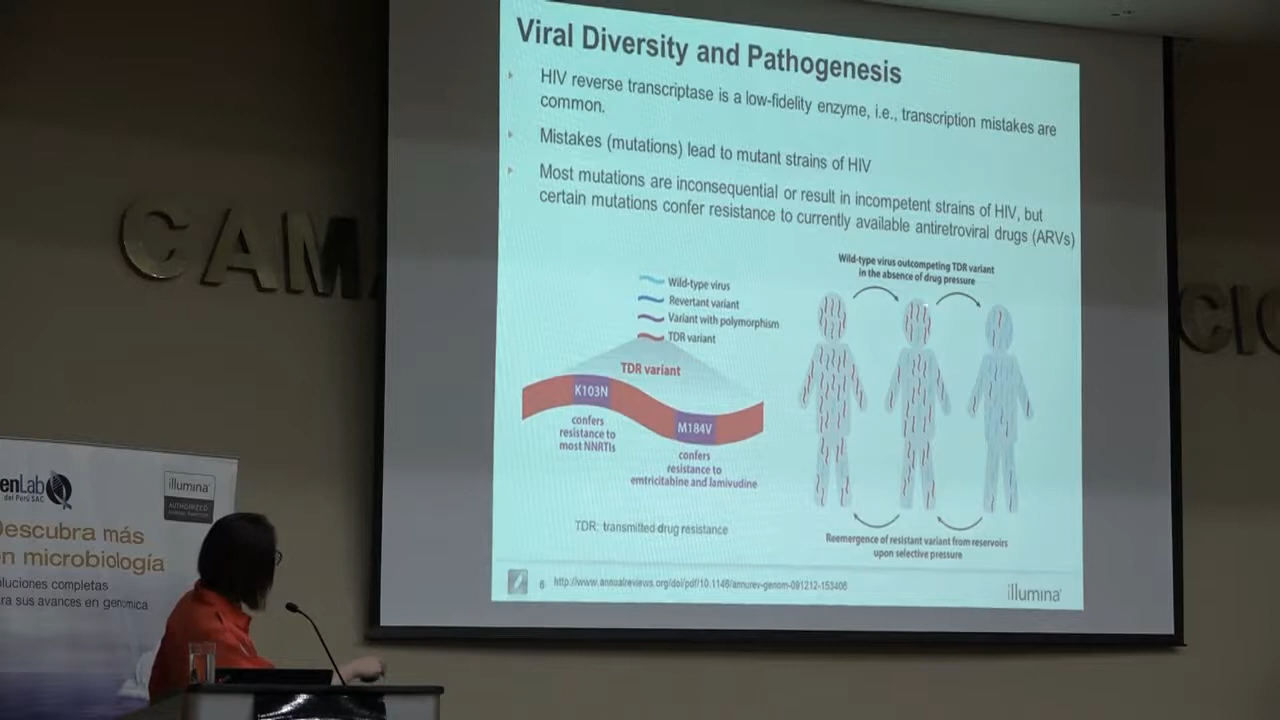 Viral Diversity and Pathogenesis
HIV reverse transcriptase is a low-fidelity enzyme, i.e., transcription mistakes are
common.
Mistakes (mutations) lead to mutant strains of HIV
Most mutations are inconsequential or result in incompetent strains of HIV, but
certain mutations confer resistance to currently available antiretroviral drugs (ARVs)
Wild-type virus
Revertant variant
Variant with polymorphism
TDR variant
TDR variant
K103N
confers
resistance to
most NNRTIs
M184V
confers
resistance to
emtricitabine and lamivudine
TDR: transmitted drug resistance
Wild-type virus outcompeting TDR variant
in the absence of drug pressure
Reemergence of resistant variant from reservoirs
upon selective pressure
6
http://www.annualreviews.org/doi/pdf/10.1146/annurev-genom-091212-153406
illumina
CAM
CIO
enLab
del Perú SAC
illumina
AUTHORIZED
Descubra más
n microbiología
oluciones completas
ra sus avances en genómica